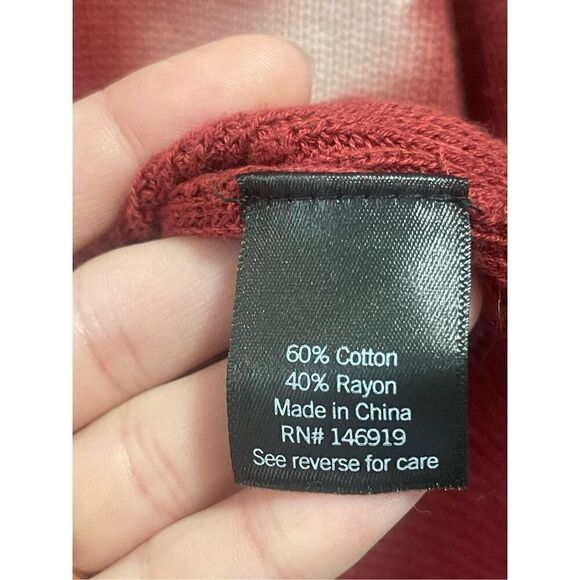 60% Cotton
40% Rayon
Made in China
RN# 146919
See reverse for care